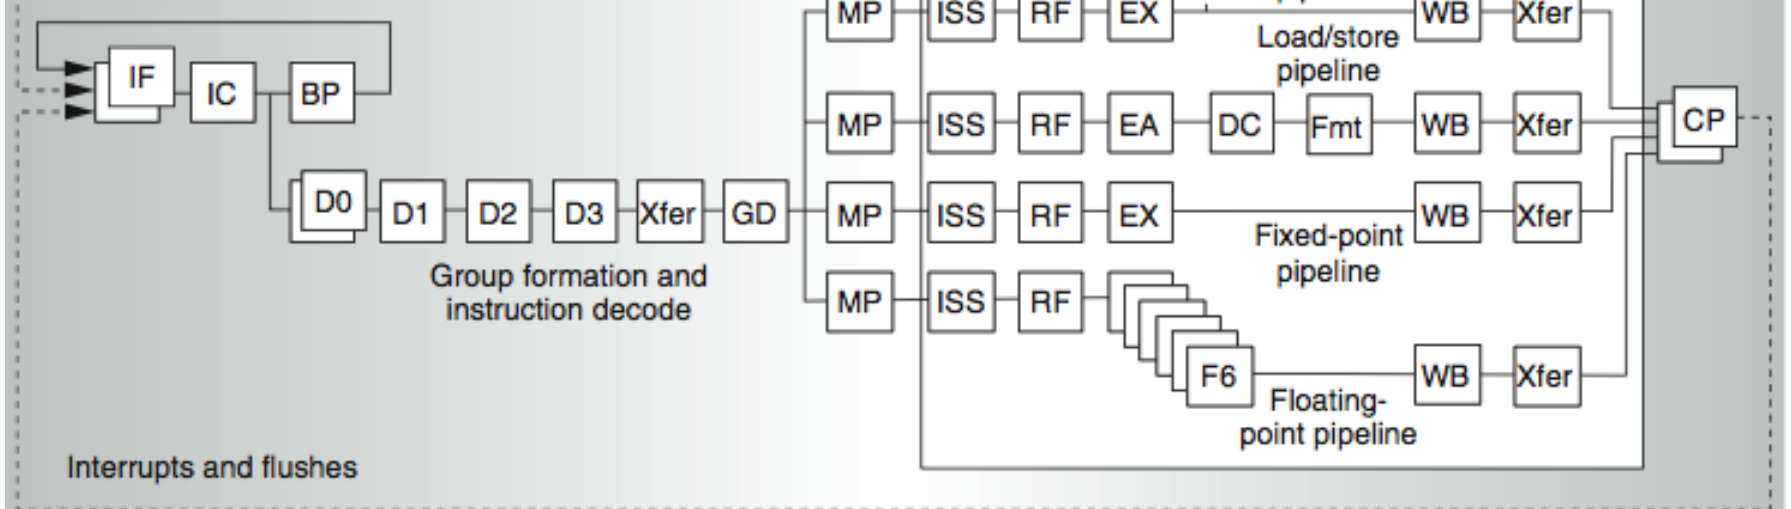 MP ISS RF EX WB Xfer
Load/store
pipeline
IF IC BP
MP ISS RF EA DC Fmt WB Xfer CP
D0 D1 D2 D3 Xfer GD MP ISS RF EX WB Xfer
Fixed-point
pipeline
Group formation and
instruction decode
MP ISS RF
F6 WB Xfer
Floating-
point pipeline
Interrupts and flushes